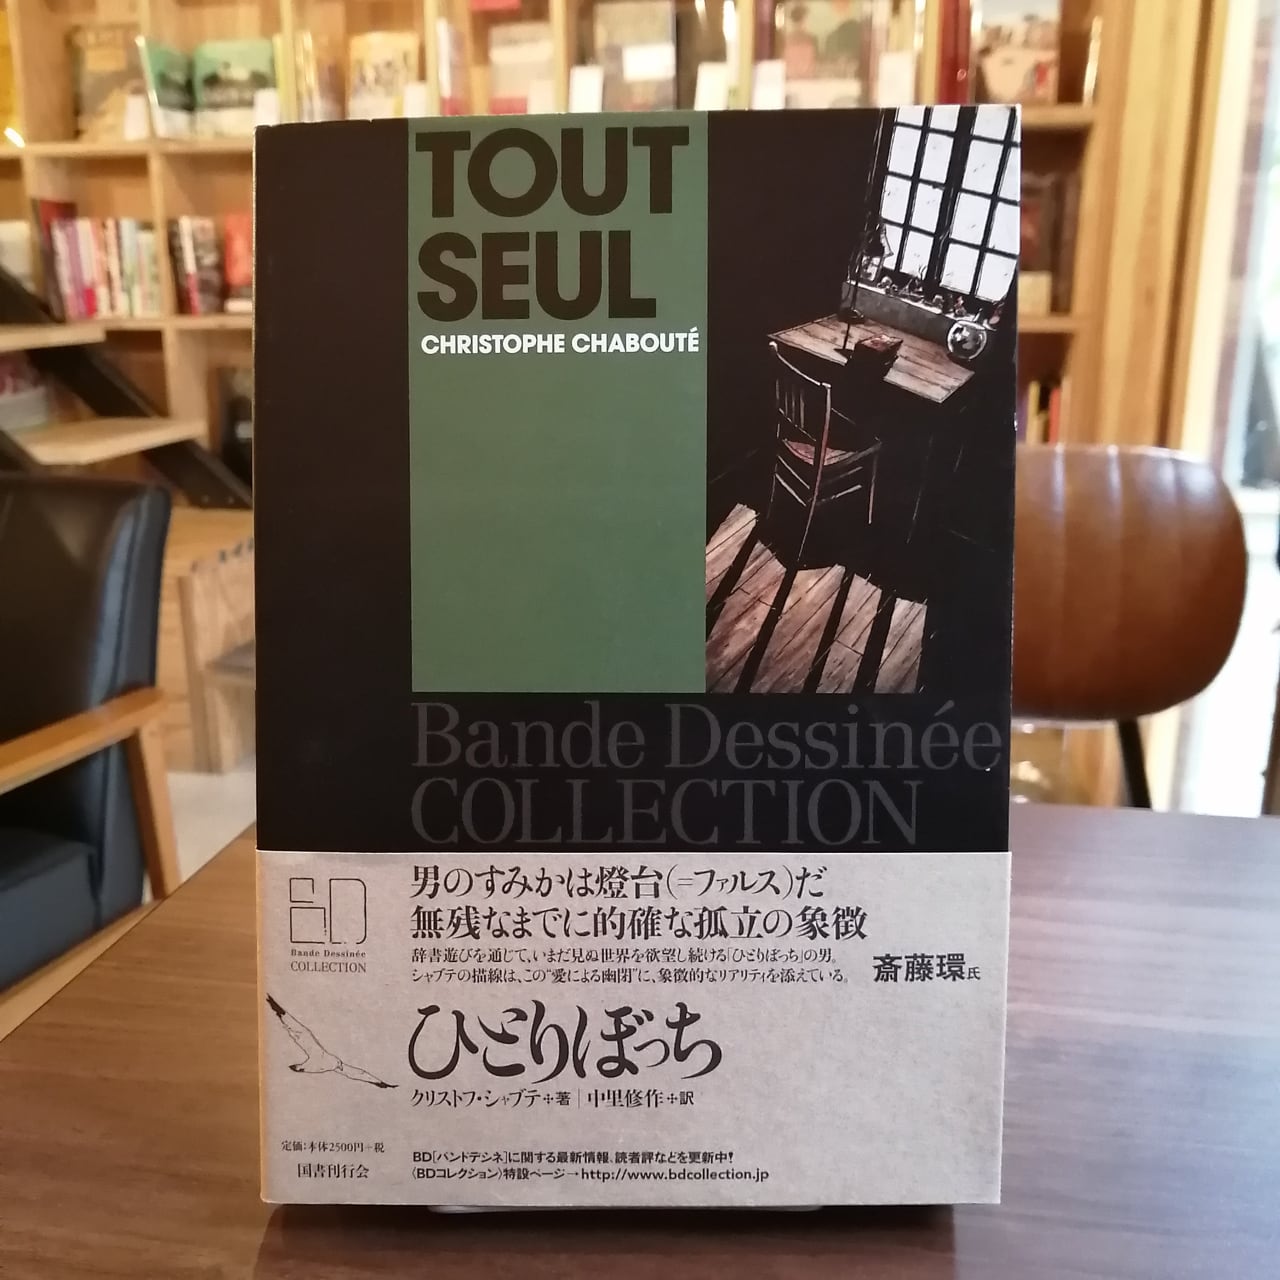 TOUT
SEUL
CHRISTOPHE CHABOUTÉ
Bande Dessinée
COLLECTION
BD
Bande Dessinée
COLLECTION
男のすみかは燈台(=ファルス)だ
無残なまでに的確な孤立の象徴
辞書遊びを通じて、いまだ見ぬ世界を欲望し続ける「ひとりぼっち」の男。
シャブテの描線は、この“愛による幽閉”に、象徴的なリアリティを添えている。
斎藤環氏
ひとりぼっち
クリストフ・シャブテ÷著|中里修作÷訳
定価:本体2500円+税
国書刊行会
BD[バンドデシネ]に関する最新情報、読者評などを更新中!
〈BDコレクション〉特設ページ→http://www.bdcollection.jp